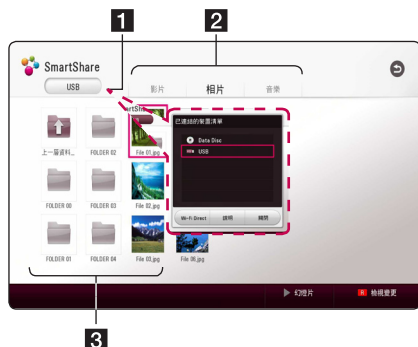 1
2
SmartShare
USB
影片
相片
音樂
已連結的裝置清單
Data Disc
USB
Wi-Fi Direct
說明
關閉
上一層資料...
FOLDER 02
File 01.jpg
FOLDER 00
FOLDER 03
File 02.jpg
FOLDER 01
FOLDER 04
File 03.jpg
File 06.jpg
幻燈片
R 檢視變更
3